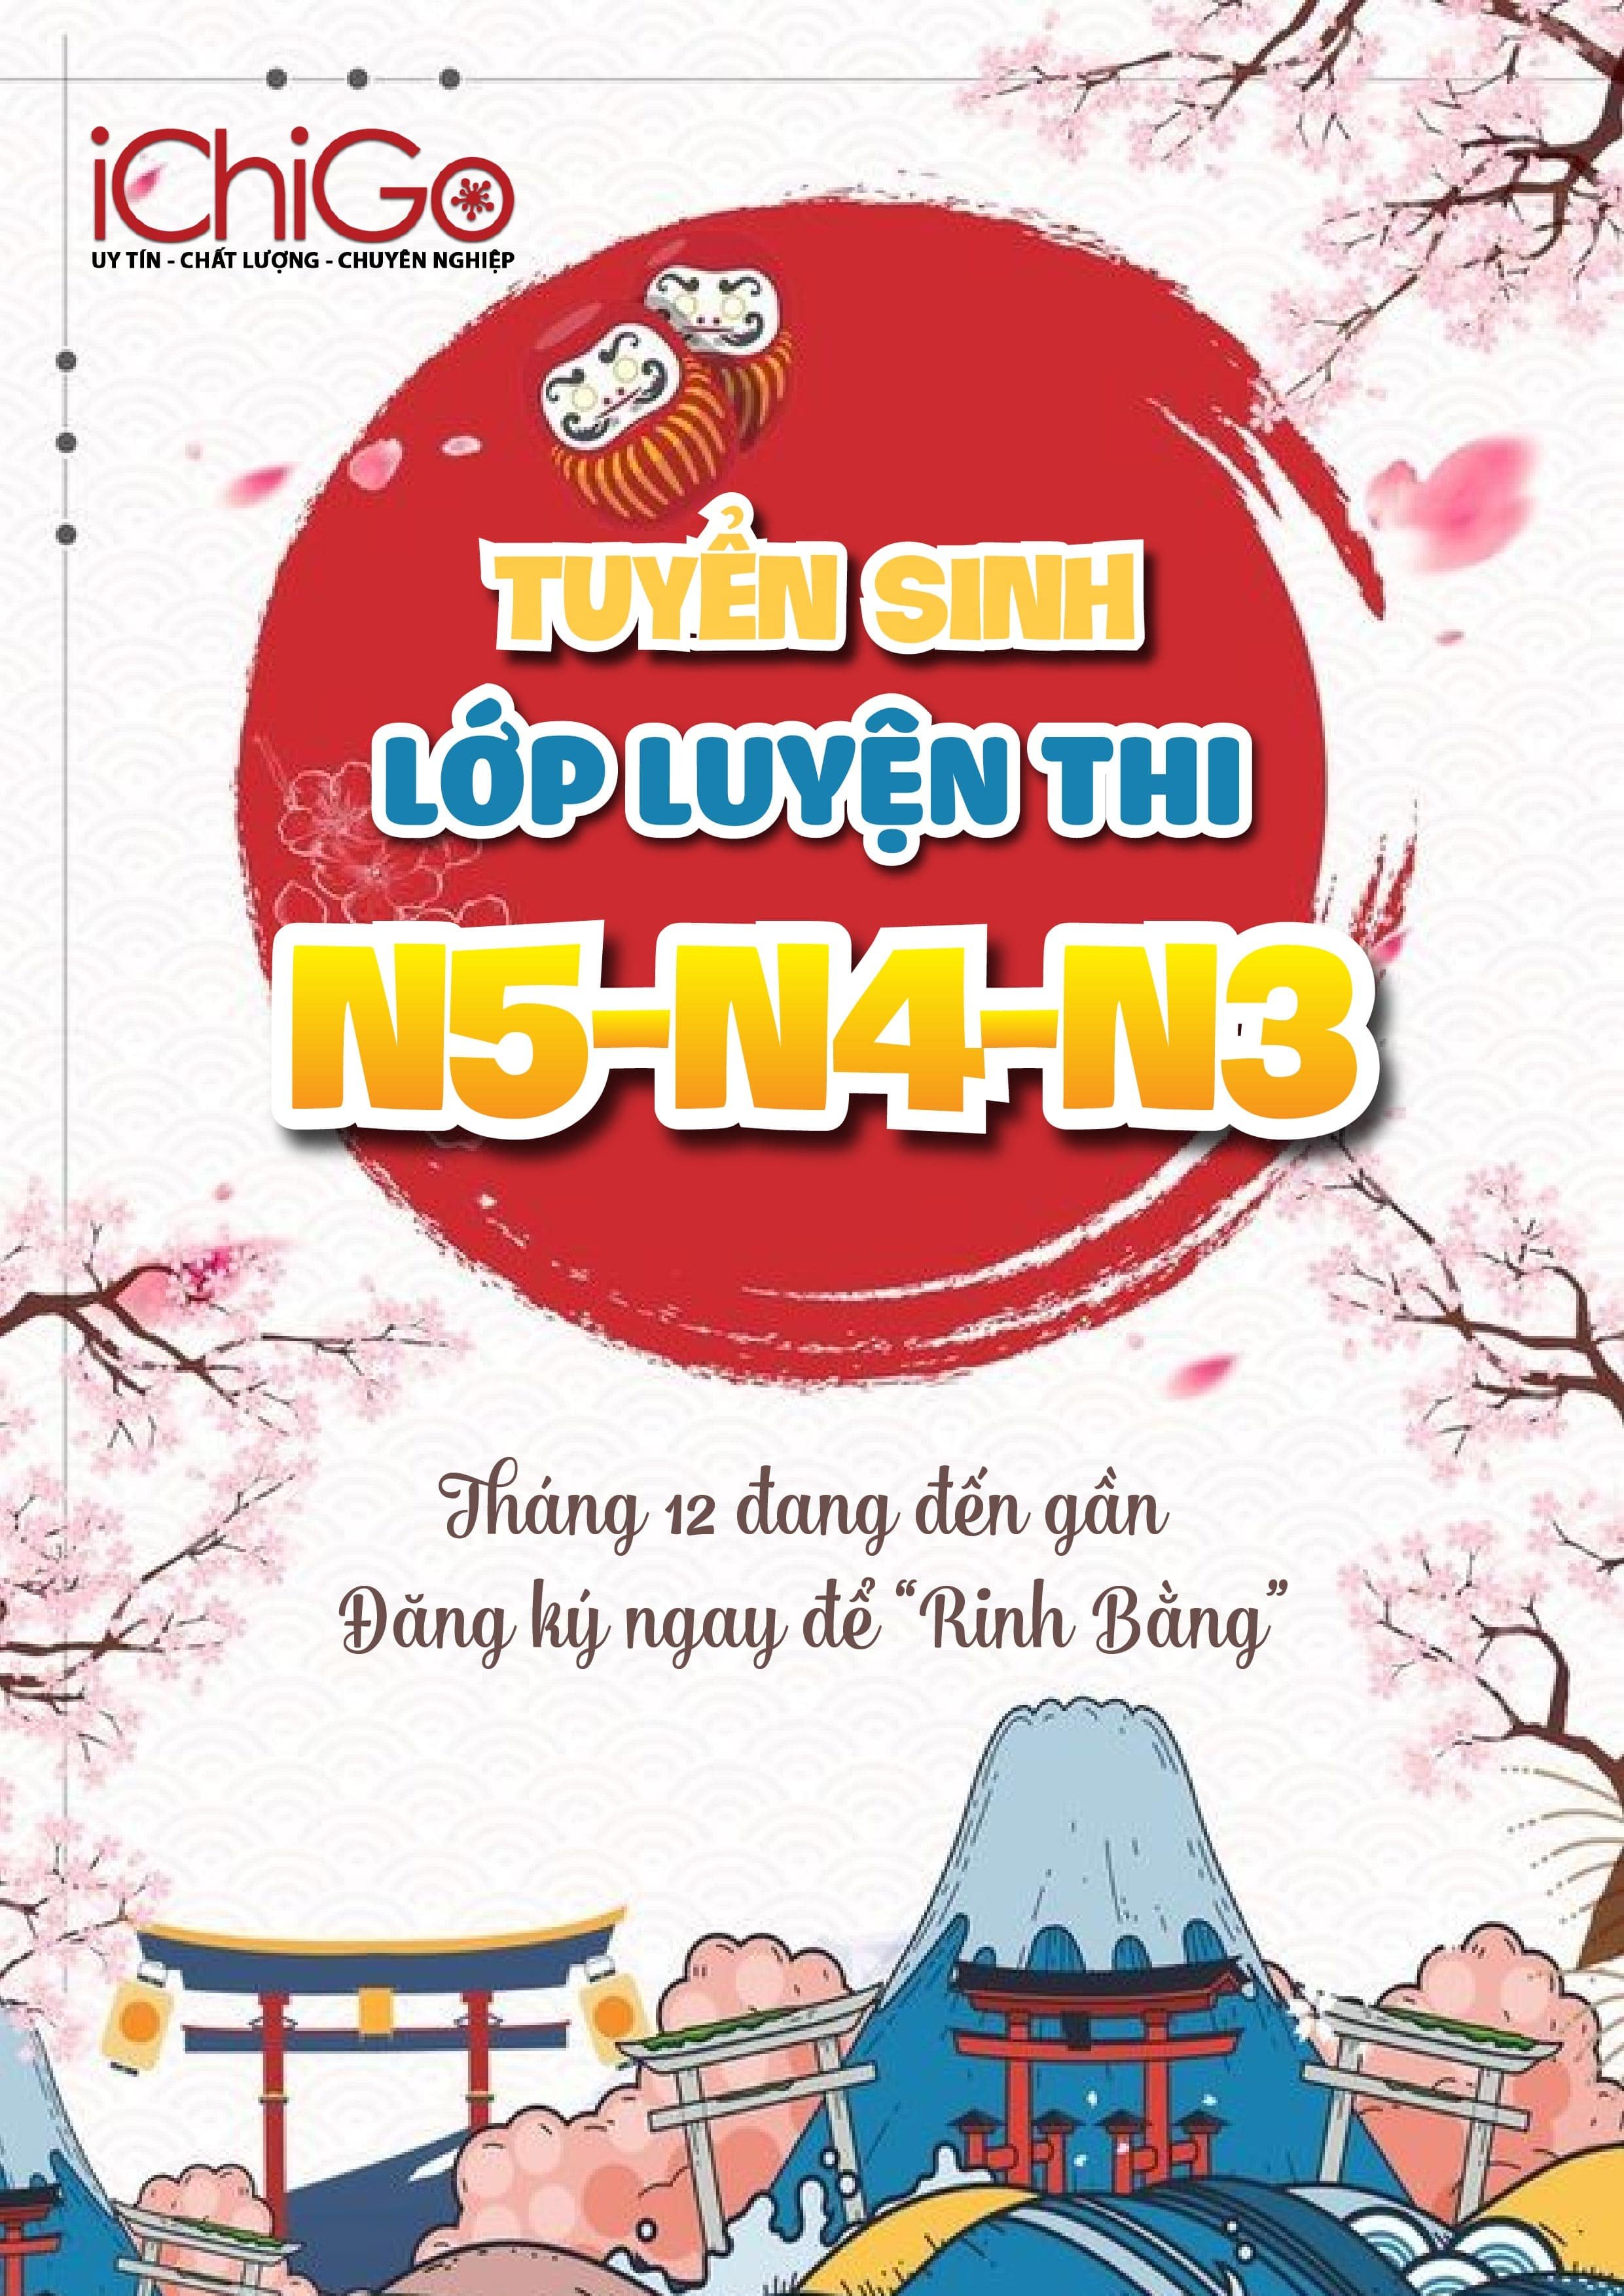 iChiGo
UY TÍN - CHẤT LƯỢNG - CHUYÊN NGHIỆP
TUYỂN SINH
LỚP LUYỆN THI
N5-N4-N3
Tháng 12 đang đến gần
Đăng ký ngay để “Rinh Bằng”